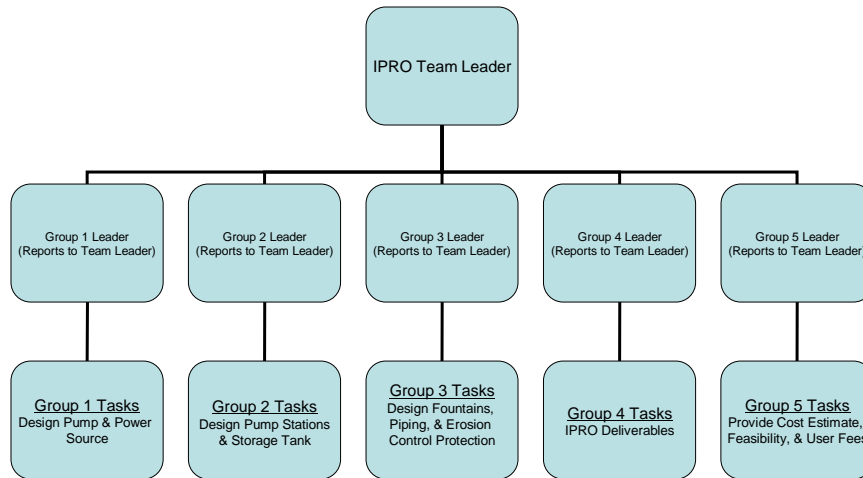 IPRO Team Leader
Group 1 Leader
(Reports to Team Leader)
Group 2 Leader
(Reports to Team Leader)
Group 3 Leader
(Reports to Team Leader)
Group 4 Leader
(Reports to Team Leader)
Group 5 Leader
(Reports to Team Leader)
Group 1 Tasks
Design Pump & Power
Source
Group 2 Tasks
Design Pump Stations
& Storage Tank
Group 3 Tasks
Design Fountains,
Piping, & Erosion
Control Protection
Group 4 Tasks
IPRO Deliverables
Group 5 Tasks
Provide Cost Estimate,
Feasibility, & User Fees